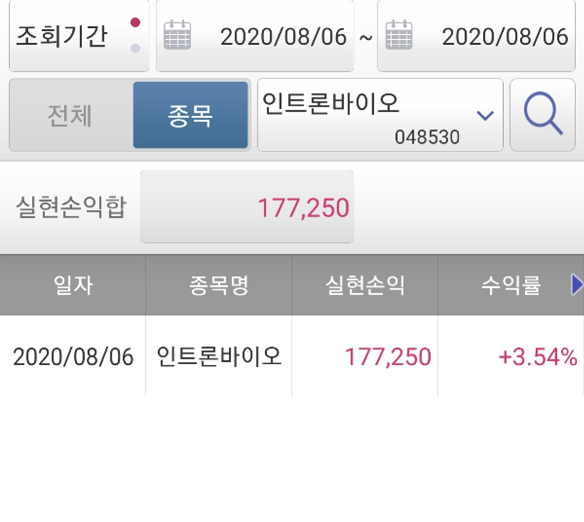 조회기간 2020/08/06 ~ 2020/08/06
전체 종목 인트론바이오 048530
실현손익합 177,250
일자 종목명 실현손익 수익률
2020/08/06 인트론바이오 177,250 +3.54%